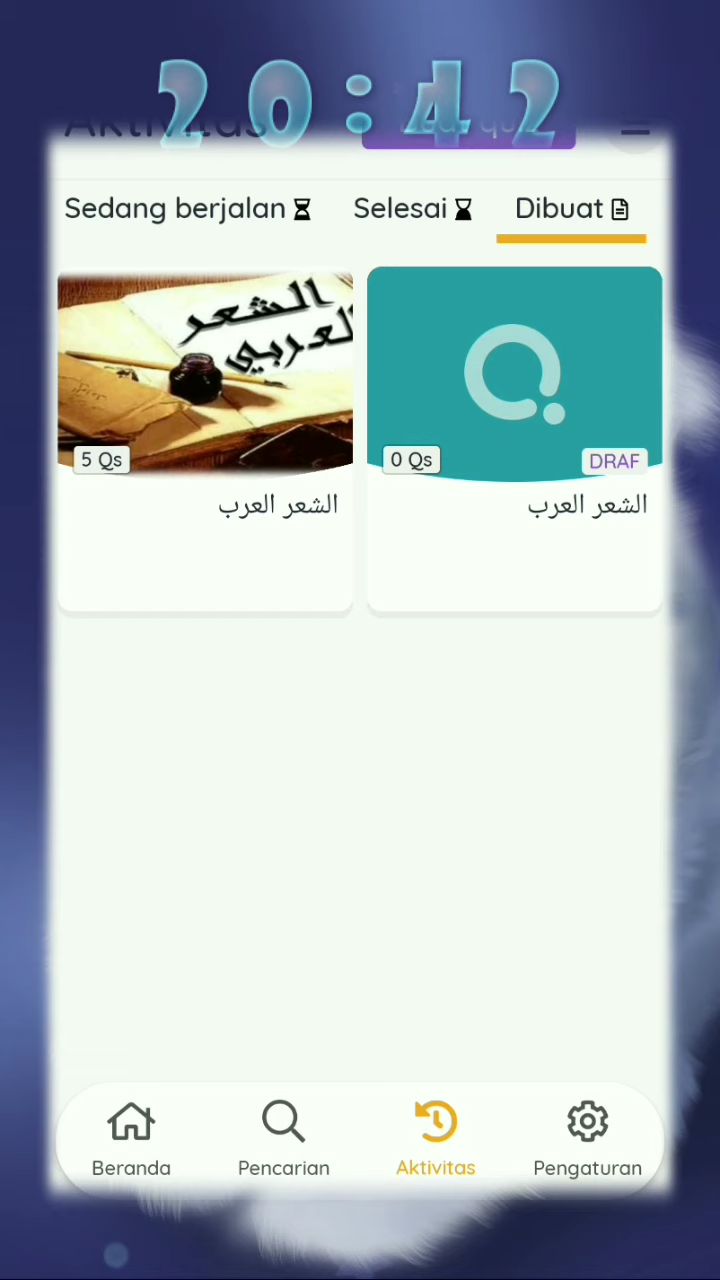 20:42
Aktivitas
Sedang berjalan
Selesai
Dibuat
الشعر
العربي
5 Qs
0 Qs
DRAF
الشعر العرب
الشعر العرب
Beranda
Pencarian
Aktivitas
Pengaturan